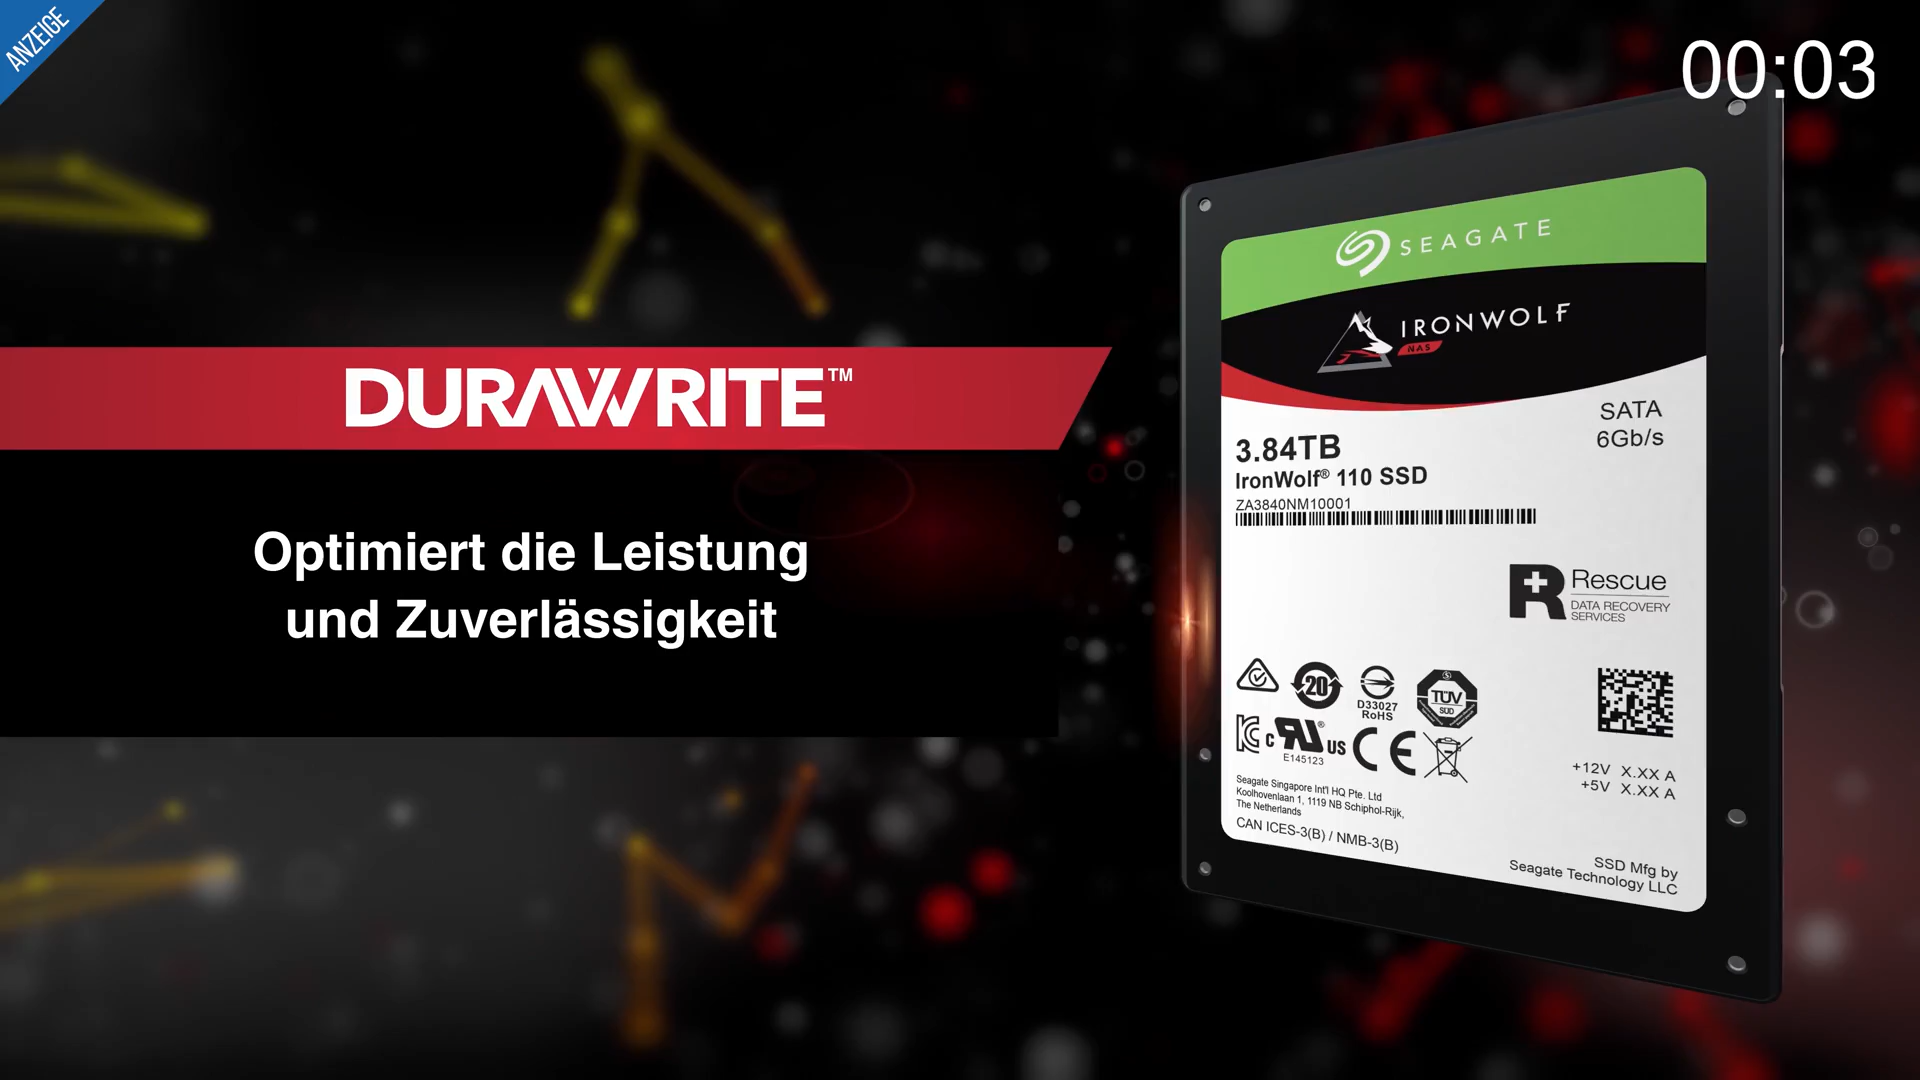 ANZEIGE
00:03
DURAWRITE™
Optimiert die Leistung
und Zuverlässigkeit
SEAGATE
IRONWOLF
NAS
SATA
6Gb/s
3.84TB
IronWolf® 110 SSD
ZA3840NM10001
Rescue
DATA RECOVERY
SERVICES
20
D33027
RoHS
TÜV
SÜD
c RU® US
E145123
CE
Seagate Singapore Int'l HQ Pte. Ltd
Koolhovenlaan 1, 1119 NB Schiphol-Rijk,
The Netherlands
CAN ICES-3(B) / NMB-3(B)
+12V X.XX A
+5V X.XX A
SSD Mfg by
Seagate Technology LLC